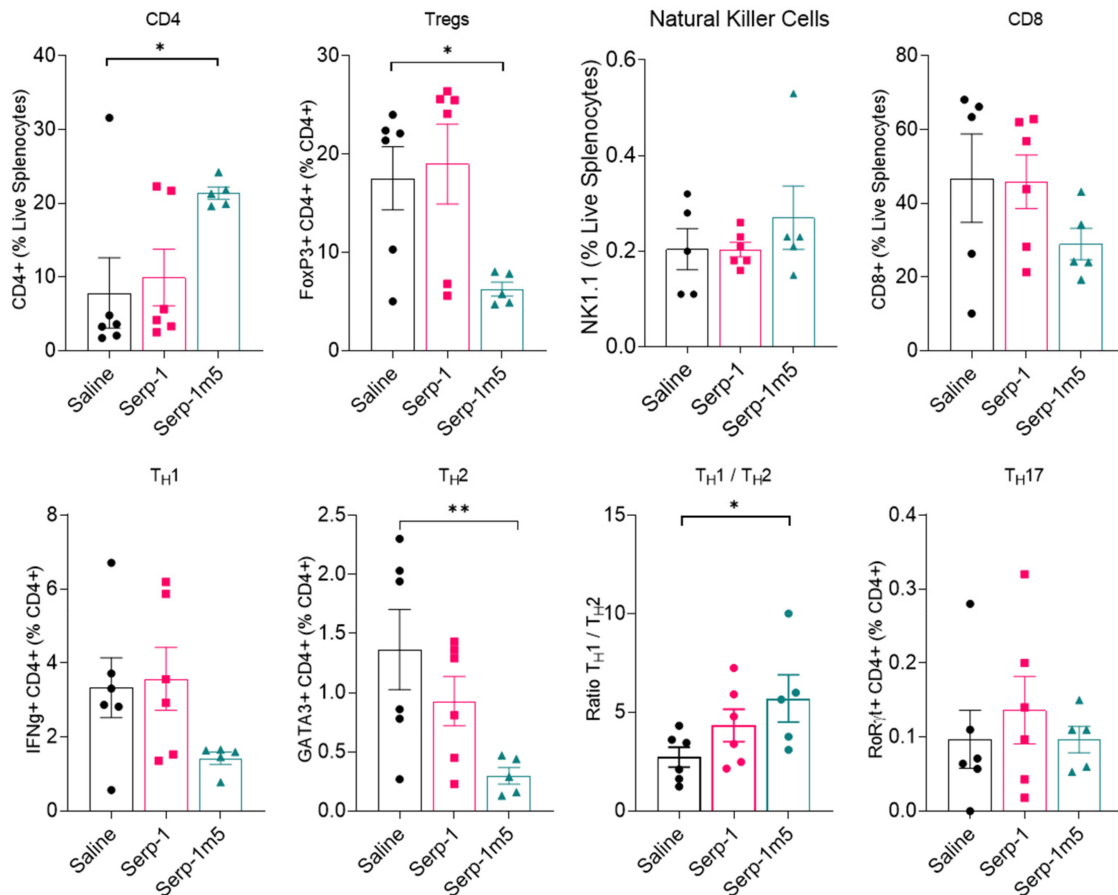 CD4
Tregs
Natural Killer Cells
CD8
CD4+ (% Live Splenocytes)
40
30
20
10
0
*
Saline
Serp-1
Serp-1m5
FoxP3+ CD4+ (% CD4+)
30
20
10
0
*
Saline
Serp-1
Serp-1m5
NK1.1 (% Live Splenocytes)
0.6
0.4
0.2
0.0
Saline
Serp-1
Serp-1m5
CD8+ (% Live Splenocytes)
80
60
40
20
0
Saline
Serp-1
Serp-1m5
TH1
TH2
TH1 / TH2
TH17
IFNg+ CD4+ (% CD4+)
8
6
4
2
0
Saline
Serp-1
Serp-1m5
GATA3+ CD4+ (% CD4+)
2.5
2.0
1.5
1.0
0.5
0.0
**
Saline
Serp-1
Serp-1m5
Ratio TH1 / TH2
15
10
5
0
*
Saline
Serp-1
Serp-1m5
RoRγt+ CD4+ (% CD4+)
0.4
0.3
0.2
0.1
0.0
Saline
Serp-1
Serp-1m5